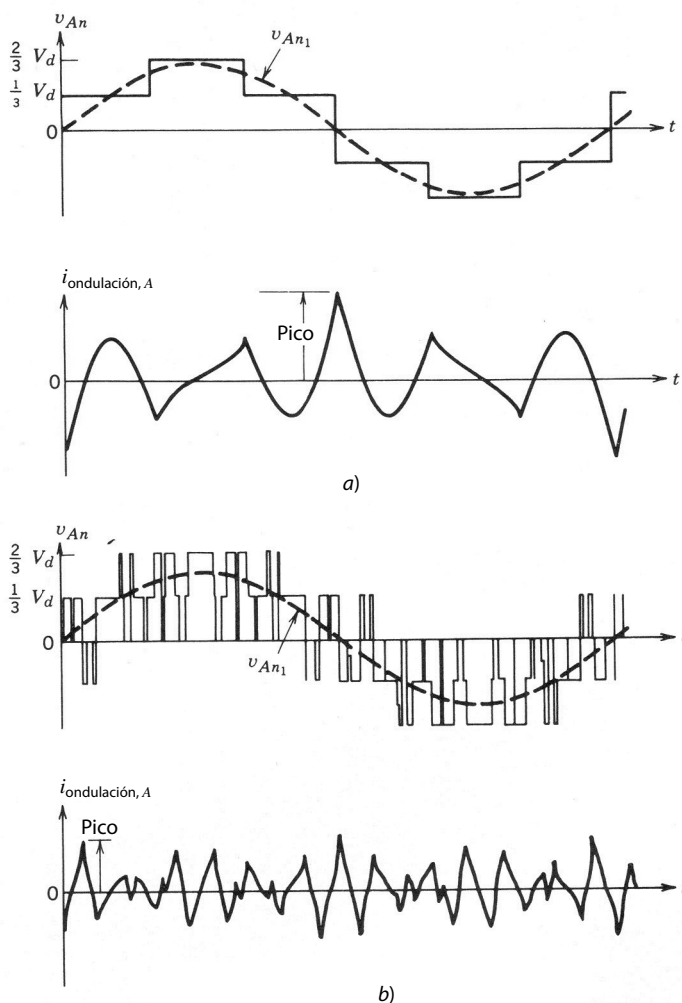 v_An
2/3 V_d
v_An₁
1/3 V_d
0
t
i_ondulación, A
Pico
0
t
a)
v_An
2/3 V_d
1/3 V_d
0
v_An₁
i_ondulación, A
Pico
0
b)